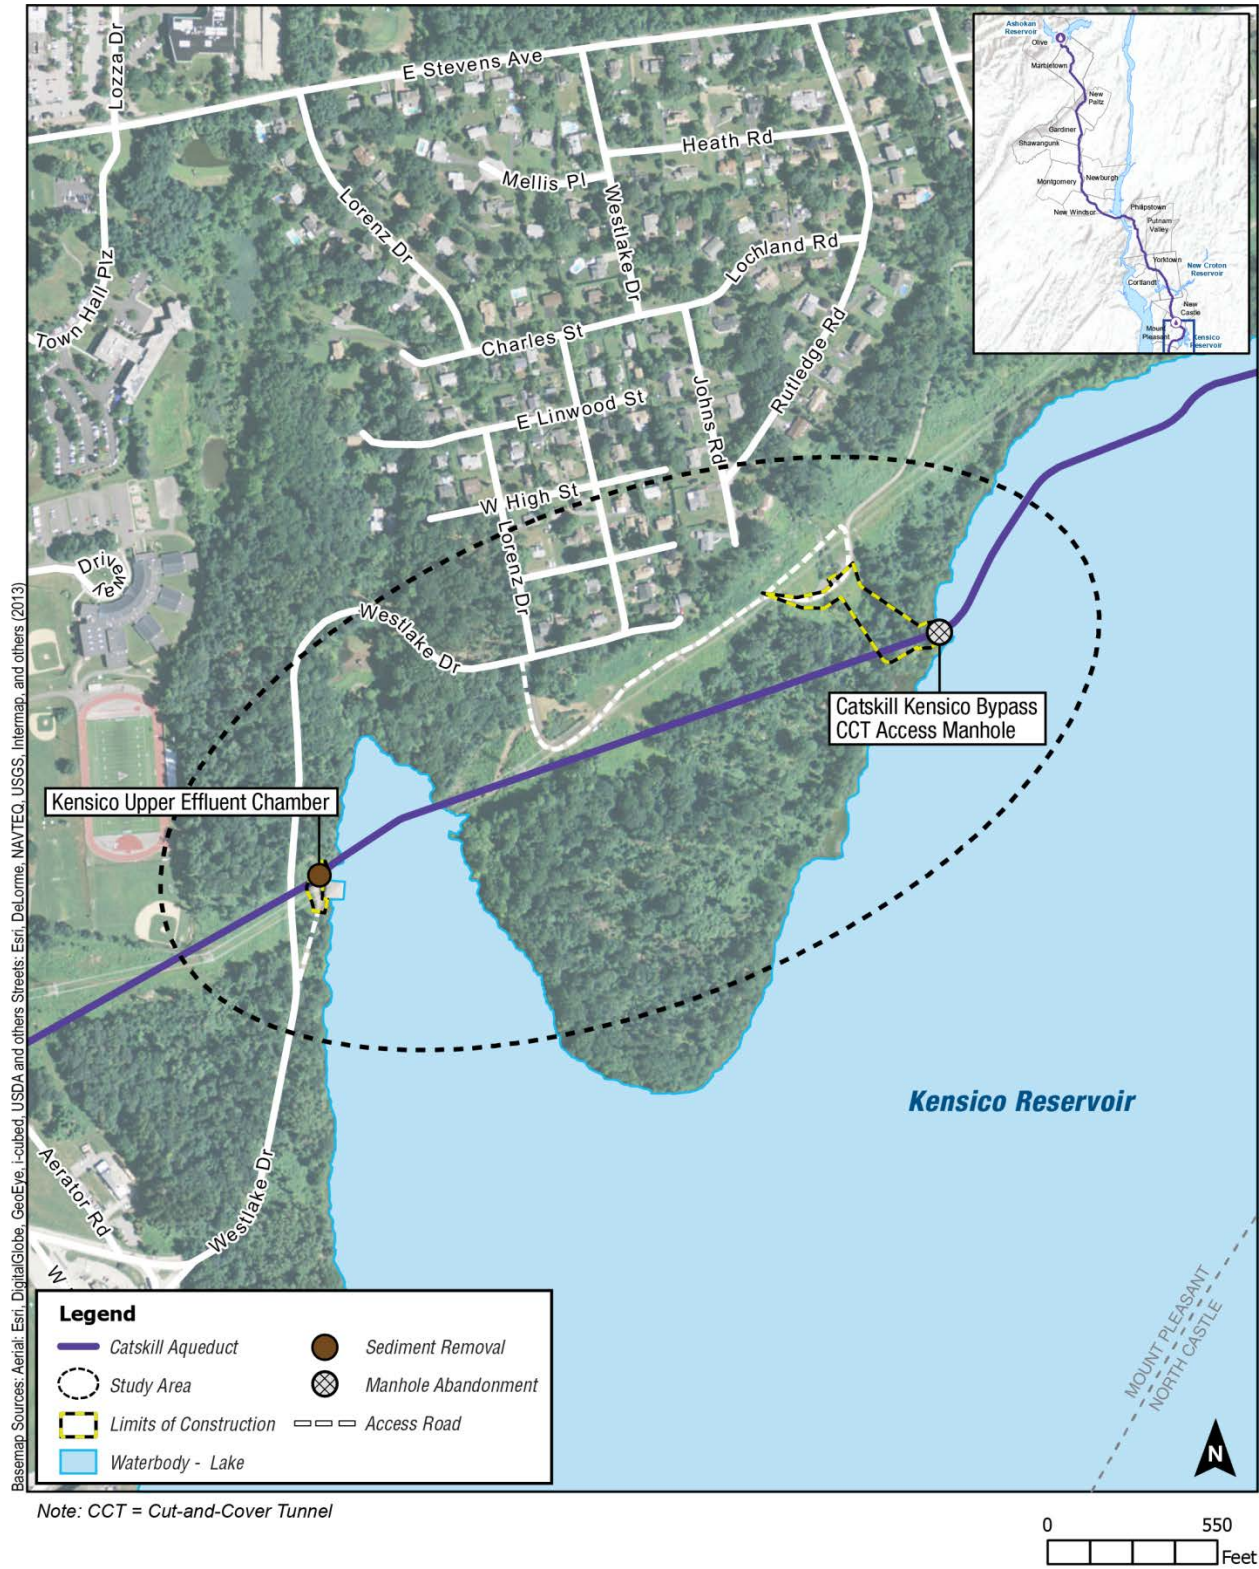 Lozza Dr
E Stevens Ave
Heath Rd
Mellis Pl
Lorenz Dr
Westlake Dr
Lochland Rd
Town Hall Plz
Charles St
Rutledge Rd
E Linwood St
Johns Rd
W High St
Lorenz Dr
Driveway
Westlake Dr
Catskill Kensico Bypass
CCT Access Manhole
Kensico Upper Effluent Chamber
Kensico Reservoir
Aerator Rd
Westlake Dr
W
MOUNT PLEASANT
NORTH CASTLE
N
Ashokan
Reservoir
Olive
Marbletown
New
Paltz
Gardiner
Shawangunk
Montgomery
Newburgh
New Windsor
Philipstown
Putnam
Valley
Yorktown
New Croton
Reservoir
Cortlandt
New
Castle
Mount
Pleasant
Kensico
Reservoir
Legend
Catskill Aqueduct
Study Area
Limits of Construction
Waterbody - Lake
Sediment Removal
Manhole Abandonment
Access Road
Basemap Sources: Aerial: Esri, DigitalGlobe, GeoEye, i-cubed, USDA and others Streets: Esri, DeLorme, NAVTEQ, USGS, Intermap, and others (2013)
Note: CCT = Cut-and-Cover Tunnel
0 550
Feet